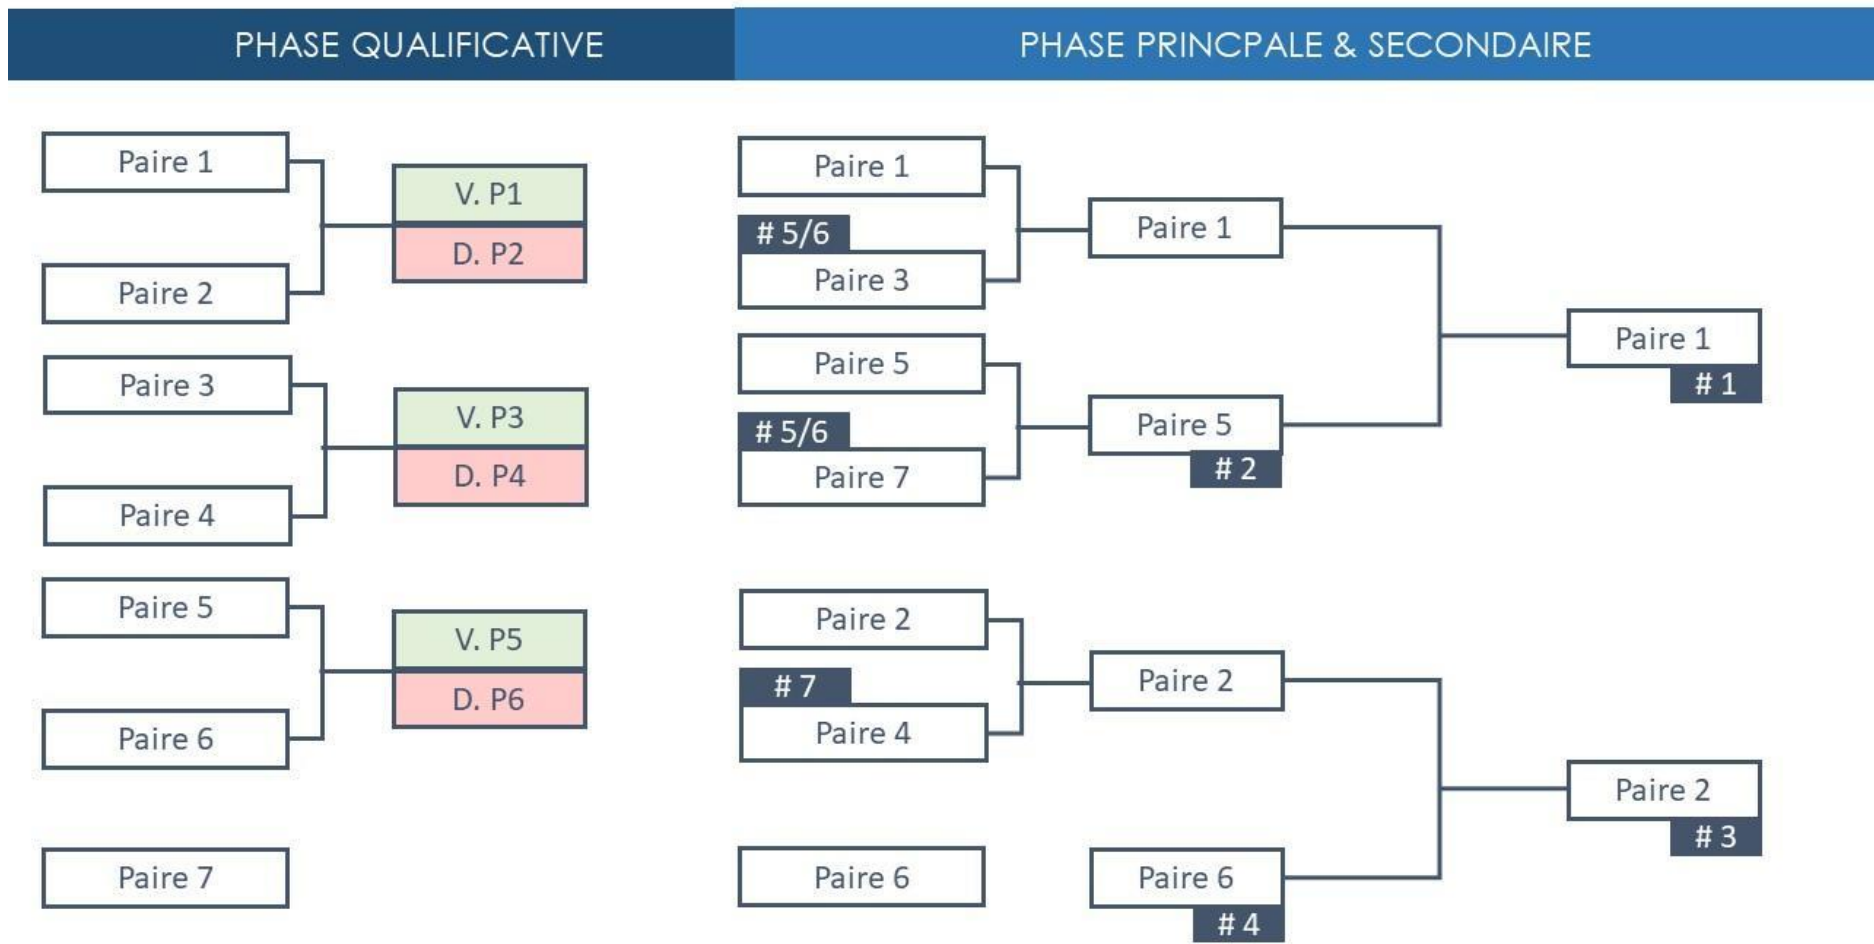 PHASE QUALIFICATIVE
PHASE PRINCPALE & SECONDAIRE
Paire 1
V. P1
D. P2
Paire 2
Paire 3
V. P3
D. P4
Paire 4
Paire 5
V. P5
D. P6
Paire 6
Paire 7
Paire 1
# 5/6
Paire 3
Paire 5
# 5/6
Paire 7
Paire 1
Paire 5
# 2
Paire 1
# 1
Paire 2
# 7
Paire 4
Paire 6
Paire 2
Paire 6
# 4
Paire 2
# 3